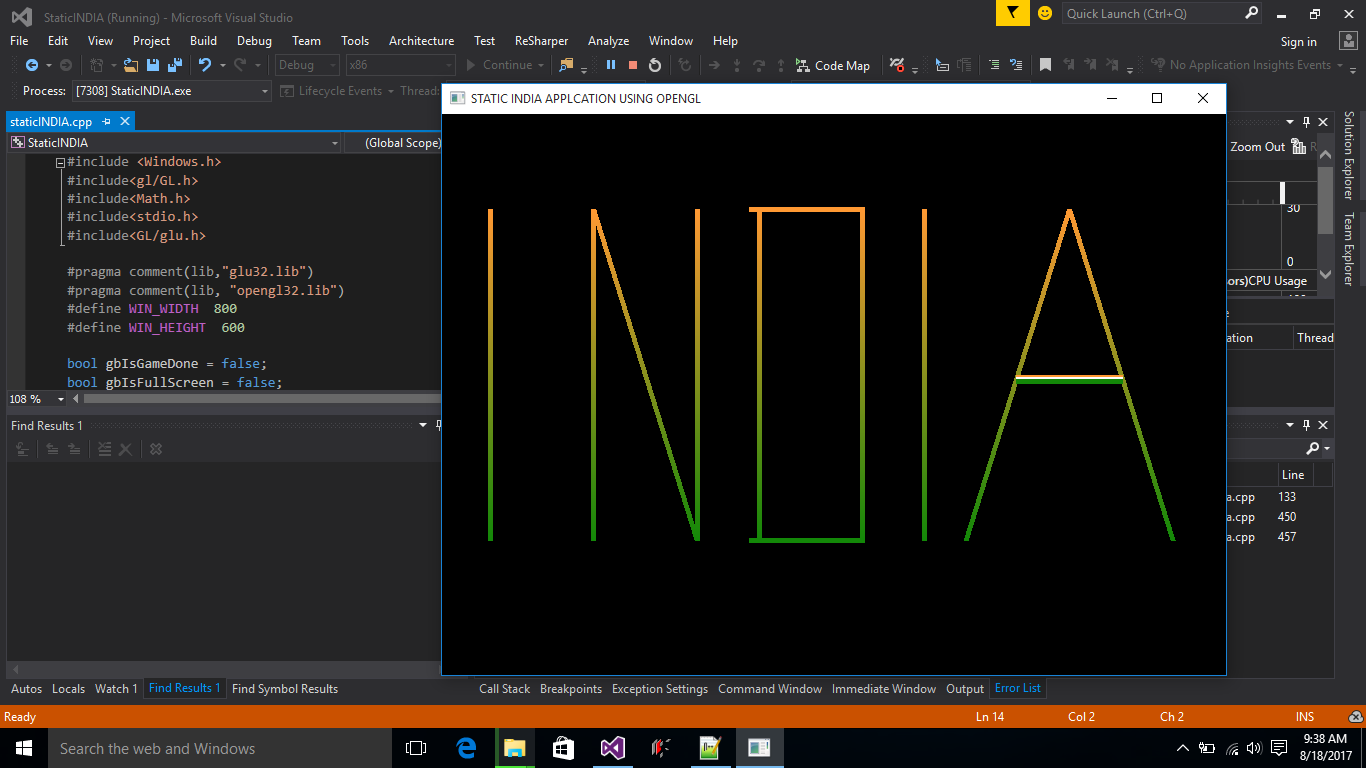 StaticINDIA (Running) - Microsoft Visual Studio
Quick Launch (Ctrl+Q)
File Edit View Project Build Debug Team Tools Architecture Test ReSharper Analyze Window Help
Sign in
Debug x86 Continue Code Map No Application Insights Events
Process: [7308] StaticINDIA.exe Lifecycle Events Thread:
STATIC INDIA APPLCATION USING OPENGL
staticINDIA.cpp
StaticINDIA (Global Scope)
#include <Windows.h>
#include<gl/GL.h>
#include<Math.h>
#include<stdio.h>
#include<GL/glu.h>
#pragma comment(lib,"glu32.lib")
#pragma comment(lib, "opengl32.lib")
#define WIN_WIDTH 800
#define WIN_HEIGHT 600
bool gbIsGameDone = false;
bool gbIsFullScreen = false;
108 %
Find Results 1
INDIA
Zoom Out R
30
0
ors)CPU Usage
ation Thread
Line
a.cpp 133
a.cpp 450
a.cpp 457
Solution Explorer
Team Explorer
Autos Locals Watch 1 Find Results 1 Find Symbol Results
Call Stack Breakpoints Exception Settings Command Window Immediate Window Output Error List
Ready Ln 14 Col 2 Ch 2 INS
Search the web and Windows
9:38 AM
8/18/2017